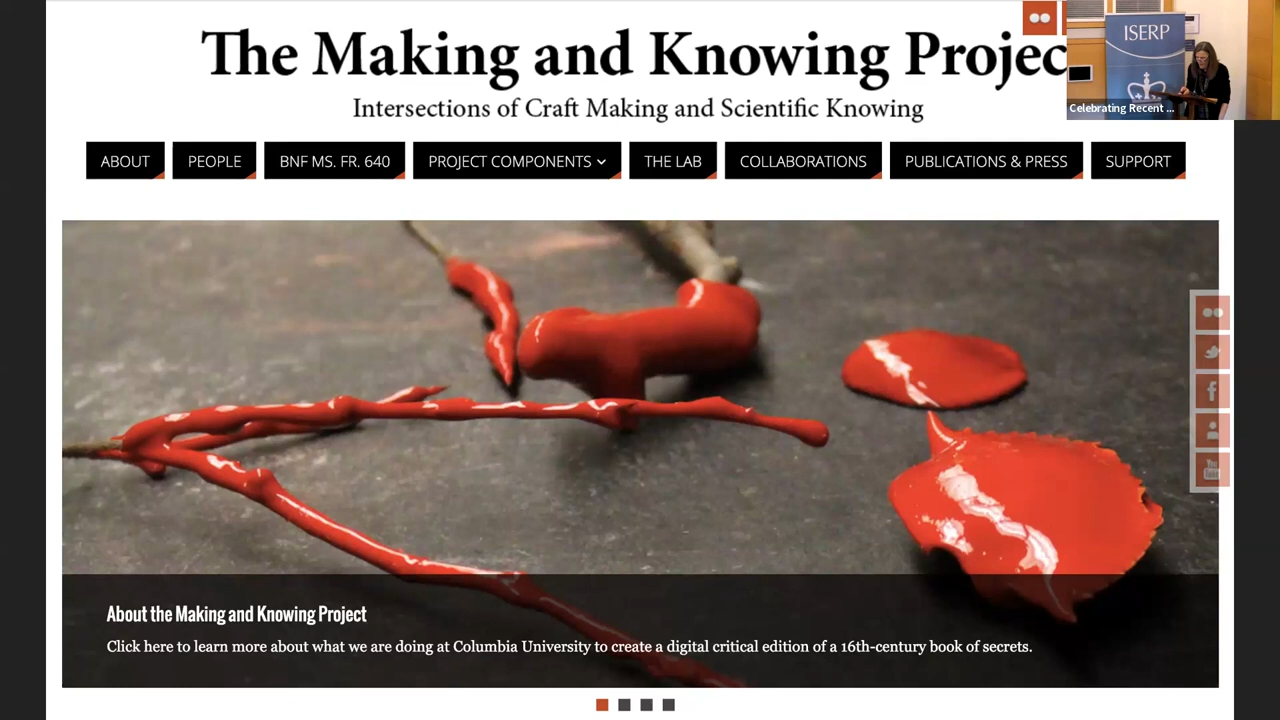 The Making and Knowing Projec
Intersections of Craft Making and Scientific Knowing
ISERP
Celebrating Recent ...
ABOUT
PEOPLE
BNF MS. FR. 640
PROJECT COMPONENTS
THE LAB
COLLABORATIONS
PUBLICATIONS & PRESS
SUPPORT
You
Tube
About the Making and Knowing Project
Click here to learn more about what we are doing at Columbia University to create a digital critical edition of a 16th-century book of secrets.